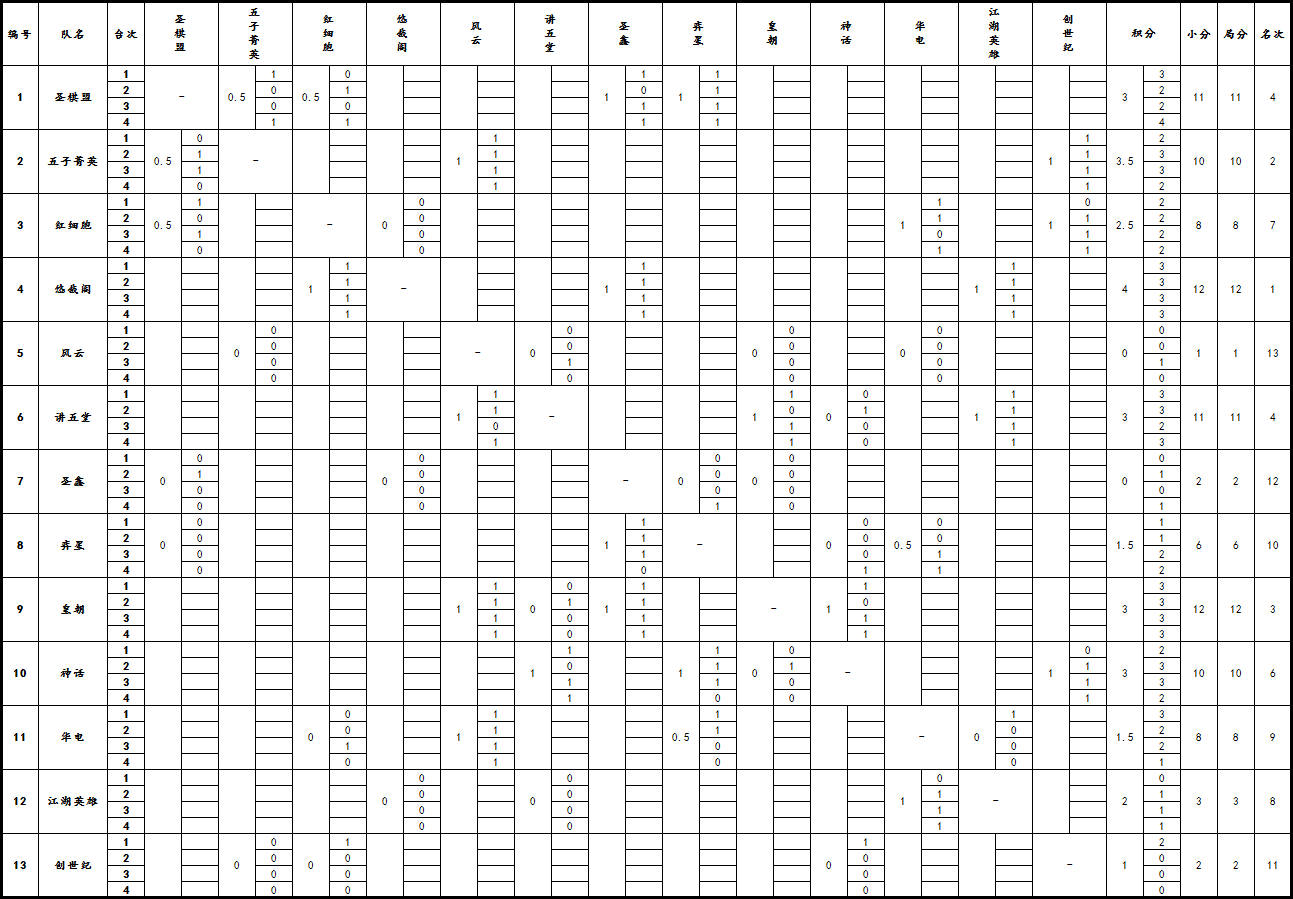 编号 队名 台次 圣棋盟 五子菁英 红细胞 悠哉阁 风云 讲五堂 圣鑫 弈星 皇朝 神话 华电 江湖英雄 创世纪 积分 小分 局分 名次
1 1 0 1 1 3
2 0 1 0 1 2
1 圣棋盟 - 0.5 0.5 1 1 3 11 11 4
3 0 0 1 1 2
4 1 1 1 1 4
1 0 1 1 2
2 1 1 1 3
2 五子菁英 0.5 - 1 1 3.5 10 10 2
3 1 1 1 3
4 0 1 1 2
1 1 0 1 0 2
2 0 0 1 1 2
3 红细胞 0.5 - 0 1 1 2.5 8 8 7
3 1 0 0 1 2
4 0 0 1 1 2
1 1 1 1 3
2 1 1 1 3
4 悠哉阁 1 - 1 1 4 12 12 1
3 1 1 1 3
4 1 1 1 3
1 0 0 0 0 0
2 0 0 0 0 0
5 风云 0 - 0 0 0 0 1 1 13
3 0 1 0 0 1
4 0 0 0 0 0
1 1 1 0 1 3
2 1 0 1 1 3
6 讲五堂 1 - 1 0 1 3 11 11 4
3 0 1 0 1 2
4 1 1 0 1 3
1 0 0 0 0 0
2 1 0 0 0 1
7 圣鑫 0 0 - 0 0 0 2 2 12
3 0 0 0 0 0
4 0 0 1 0 1
1 0 1 0 0 1
2 0 1 0 0 1
8 弈星 0 1 - 0 0.5 1.5 6 6 10
3 0 1 0 1 2
4 0 0 1 1 2
1 1 0 1 1 3
2 1 1 1 0 3
9 皇朝 1 0 1 - 1 3 12 12 3
3 1 0 1 1 3
4 1 0 1 1 3
1 1 1 0 0 2
2 0 1 1 1 3
10 神话 1 1 0 - 1 3 10 10 6
3 1 1 0 1 3
4 1 0 0 1 2
1 0 1 1 1 3
2 0 1 1 0 2
11 华电 0 1 0.5 - 0 1.5 8 8 9
3 1 1 0 0 2
4 0 1 0 0 1
1 0 0 0 0
2 0 0 1 1
12 江湖英雄 0 0 1 - 2 3 3 8
3 0 0 1 1
4 0 0 1 1
1 0 1 1 2
2 0 0 0 0
13 创世纪 0 0 0 - 1 2 2 11
3 0 0 0 0
4 0 0 0 0